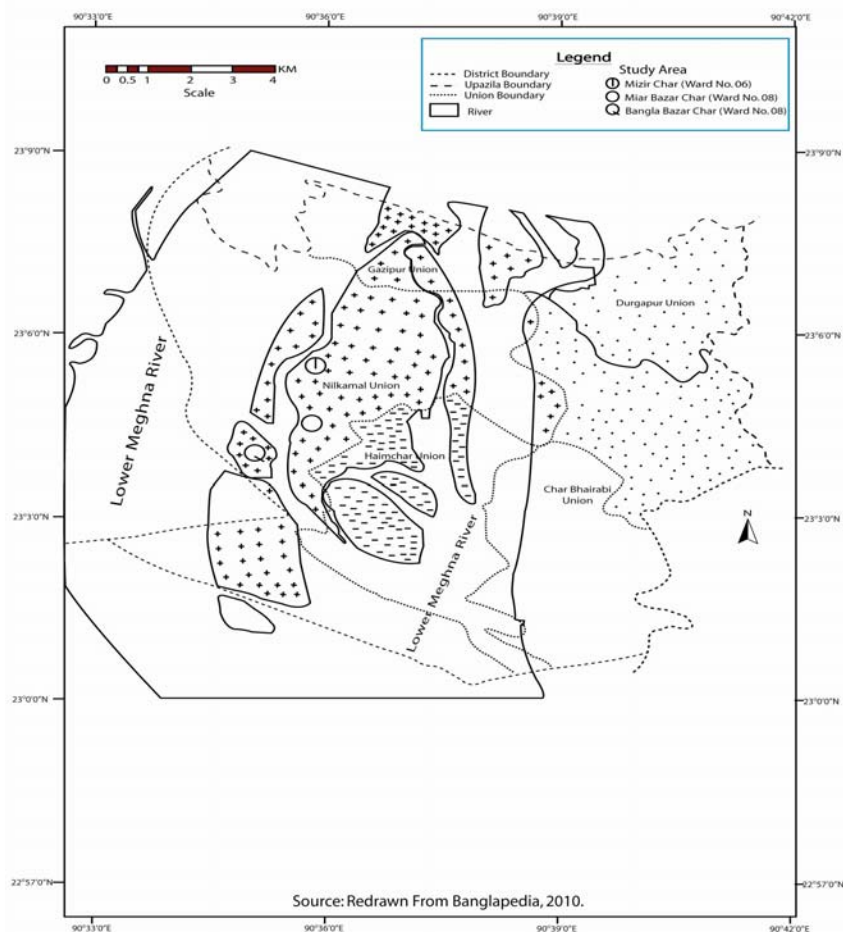 90°33'0"E 90°36'0"E 90°39'0"E 90°42'0"E
Legend
District Boundary
Upazila Boundary
Union Boundary
River
Study Area
Mizir Char (Ward No. 06)
Miar Bazar Char (Ward No. 08)
Bangla Bazar Char (Ward No. 08)
KM
0 0.5 1 2 3 4
Scale
23°9'0"N 23°9'0"N
Gazipur Union
Durgapur Union
23°6'0"N 23°6'0"N
Nilkamal Union
Lower Meghna River
Haimchar Union
Char Bhairabi
Union
23°3'0"N 23°3'0"N
N
Lower Meghna River
23°0'0"N 23°0'0"N
22°57'0"N 22°57'0"N
Source: Redrawn From Banglapedia, 2010.
90°33'0"E 90°36'0"E 90°39'0"E 90°42'0"E